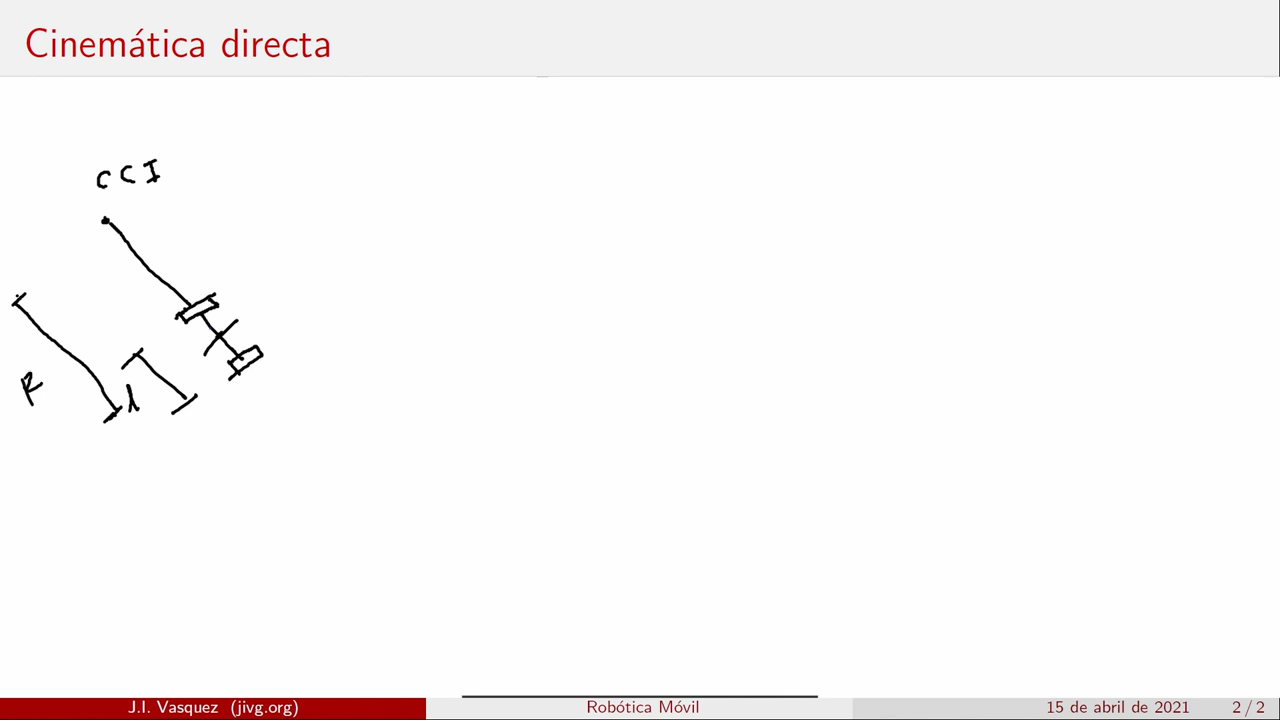 Cinemática directa
CCI
R
l
J.I. Vasquez (jivg.org)
Robótica Móvil
15 de abril de 2021
2 / 2